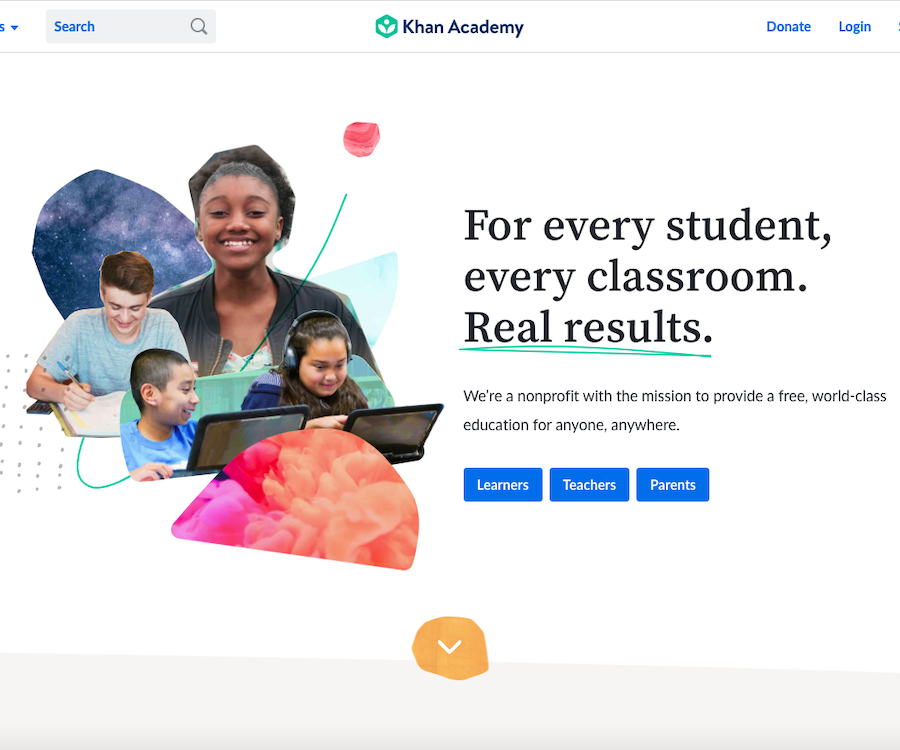 Search
Khan Academy
Donate
Login
For every student,
every classroom.
Real results.
We're a nonprofit with the mission to provide a free, world-class
education for anyone, anywhere.
Learners
Teachers
Parents